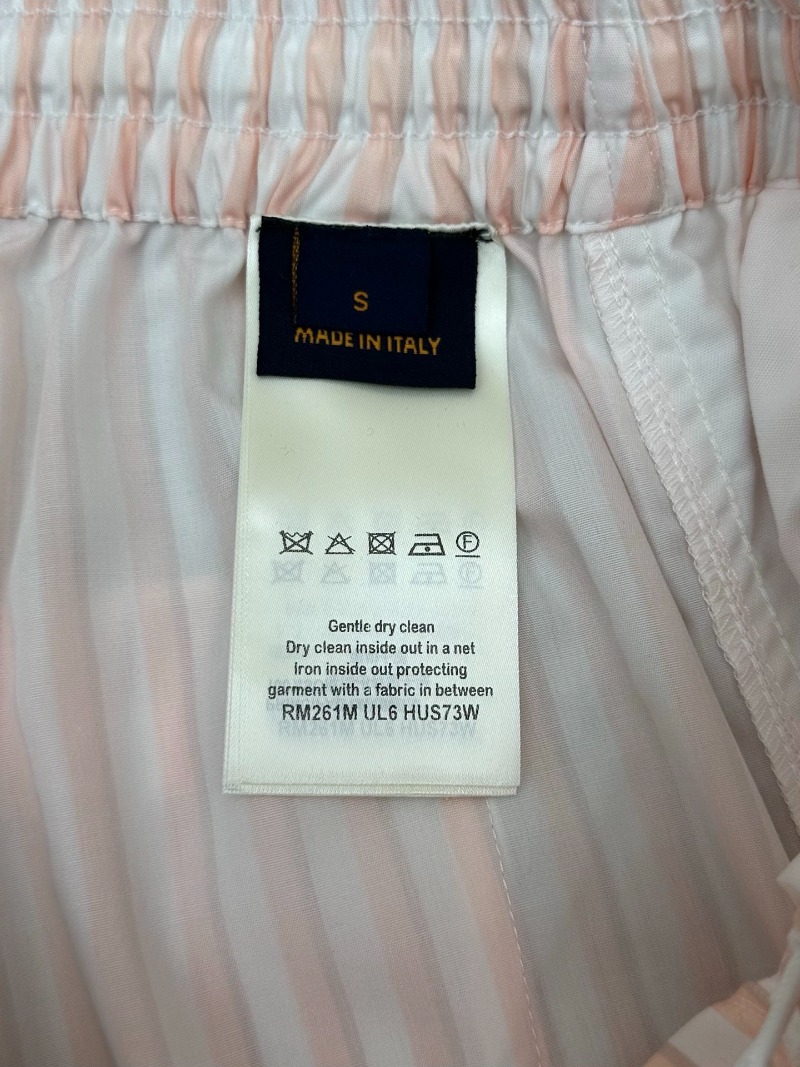 S
MADE IN ITALY
F
Gentle dry clean
Dry clean inside out in a net
Iron inside out protecting
garment with a fabric in between
RM261M UL6 HUS73W